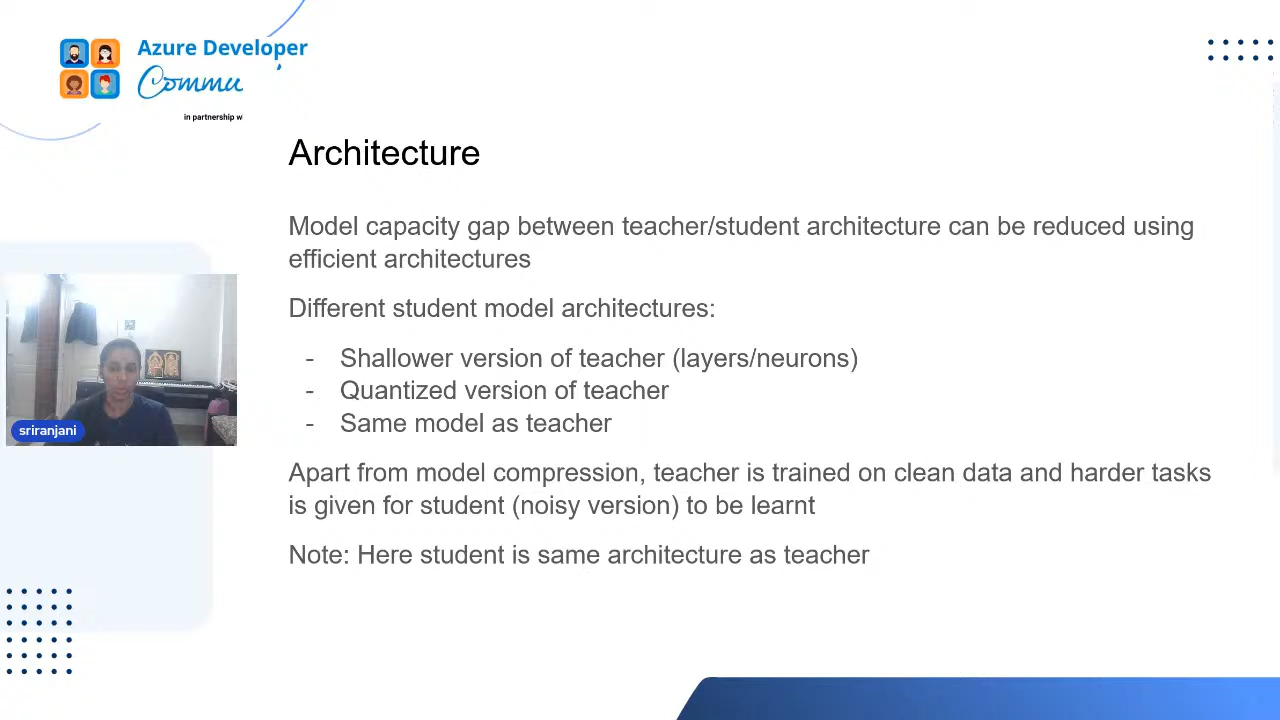 Azure Developer
Commu
in partnership w
Architecture
Model capacity gap between teacher/student architecture can be reduced using
efficient architectures
Different student model architectures:
- Shallower version of teacher (layers/neurons)
- Quantized version of teacher
- Same model as teacher
sriranjani
Apart from model compression, teacher is trained on clean data and harder tasks
is given for student (noisy version) to be learnt
Note: Here student is same architecture as teacher